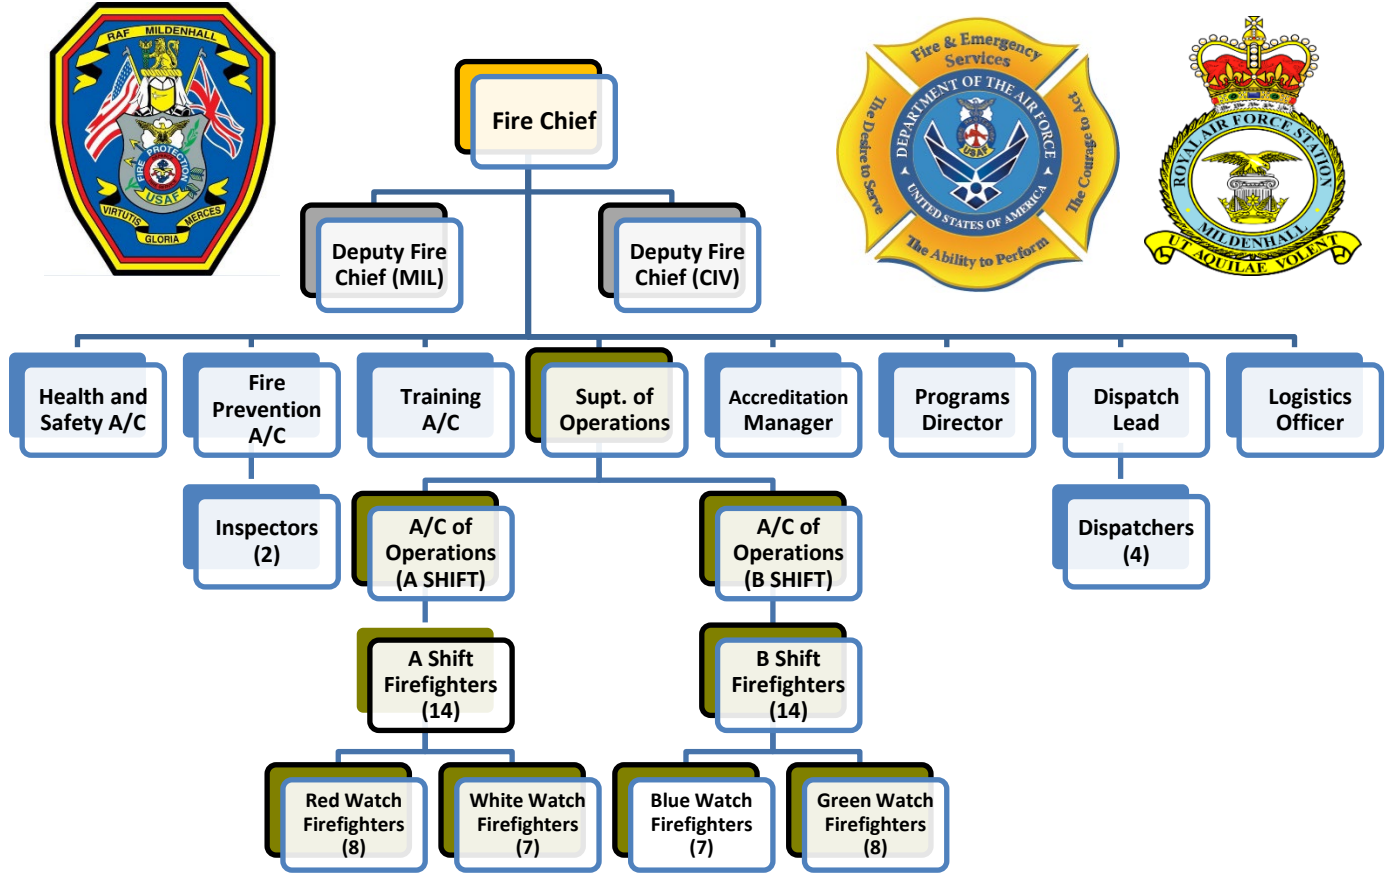 RAF MILDENHALL
FIRE PROTECTION
USAF
VIRTUTIS
GLORIA
MERCES
Fire Chief
Fire & Emergency
Services
The Desire to Serve
The Courage to Act
The Ability to Perform
DEPARTMENT OF THE AIR FORCE
UNITED STATES OF AMERICA
USAF
ROYAL AIR FORCE STATION
MILDENHALL
UT AQUILAE VOLENT
Deputy Fire
Chief (MIL)
Deputy Fire
Chief (CIV)
Health and
Safety A/C
Fire
Prevention
A/C
Training
A/C
Supt. of
Operations
Accreditation
Manager
Programs
Director
Dispatch
Lead
Logistics
Officer
Inspectors
(2)
A/C of
Operations
(A SHIFT)
A/C of
Operations
(B SHIFT)
Dispatchers
(4)
A Shift
Firefighters
(14)
B Shift
Firefighters
(14)
Red Watch
Firefighters
(8)
White Watch
Firefighters
(7)
Blue Watch
Firefighters
(7)
Green Watch
Firefighters
(8)